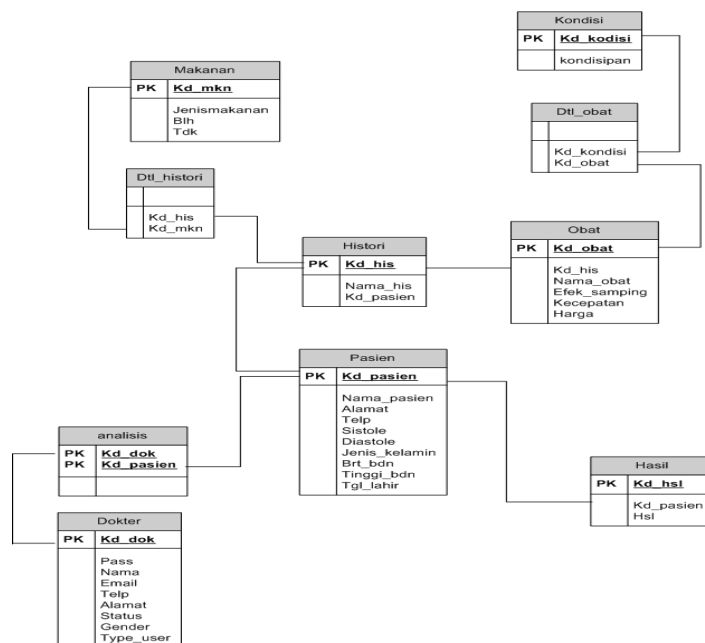 Kondisi
PK Kd_kodisi
kondisipan
Makanan
PK Kd_mkn
Jenismakanan
Blh
Tdk
Dtl_obat
Kd_kondisi
Kd_obat
Dtl_histori
Kd_his
Kd_mkn
Histori
PK Kd_his
Nama_his
Kd_pasien
Obat
PK Kd_obat
Kd_his
Nama_obat
Efek_samping
Kecepatan
Harga
Pasien
PK Kd_pasien
Nama_pasien
Alamat
Telp
Sistole
Diastole
Jenis_kelamin
Brt_bdn
Tinggi_bdn
Tgl_lahir
analisis
PK Kd_dok
PK Kd_pasien
Hasil
PK Kd_hsl
Kd_pasien
Hsl
Dokter
PK Kd_dok
Pass
Nama
Email
Telp
Alamat
Status
Gender
Type_user